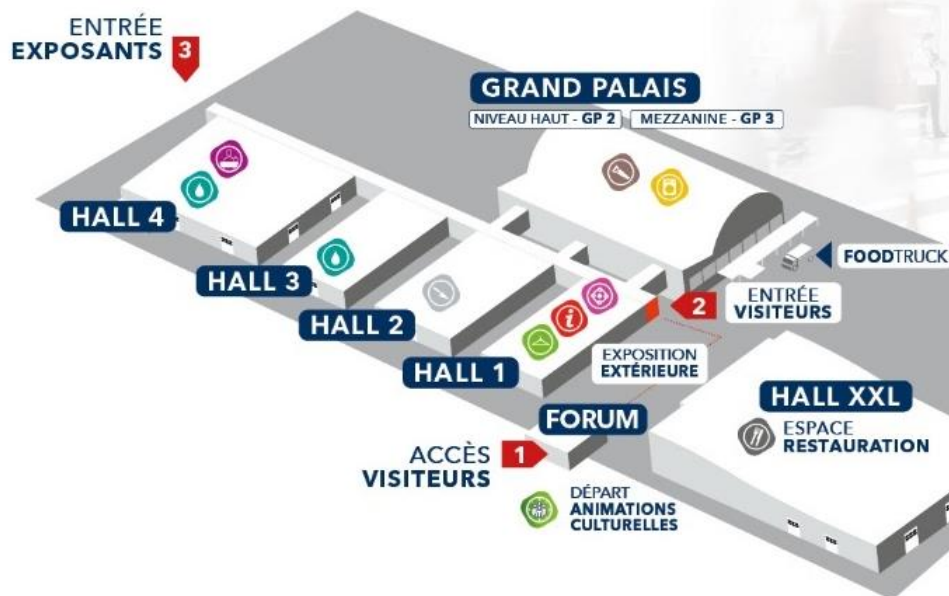 ENTRÉE
EXPOSANTS 3
GRAND PALAIS
NIVEAU HAUT - GP 2 MEZZANINE - GP 3
HALL 4
HALL 3
HALL 2
HALL 1
FOODTRUCK
2 ENTRÉE
VISITEURS
EXPOSITION
EXTÉRIEURE
HALL XXL
ESPACE
RESTAURATION
FORUM
ACCÈS 1
VISITEURS
DÉPART
ANIMATIONS
CULTURELLES